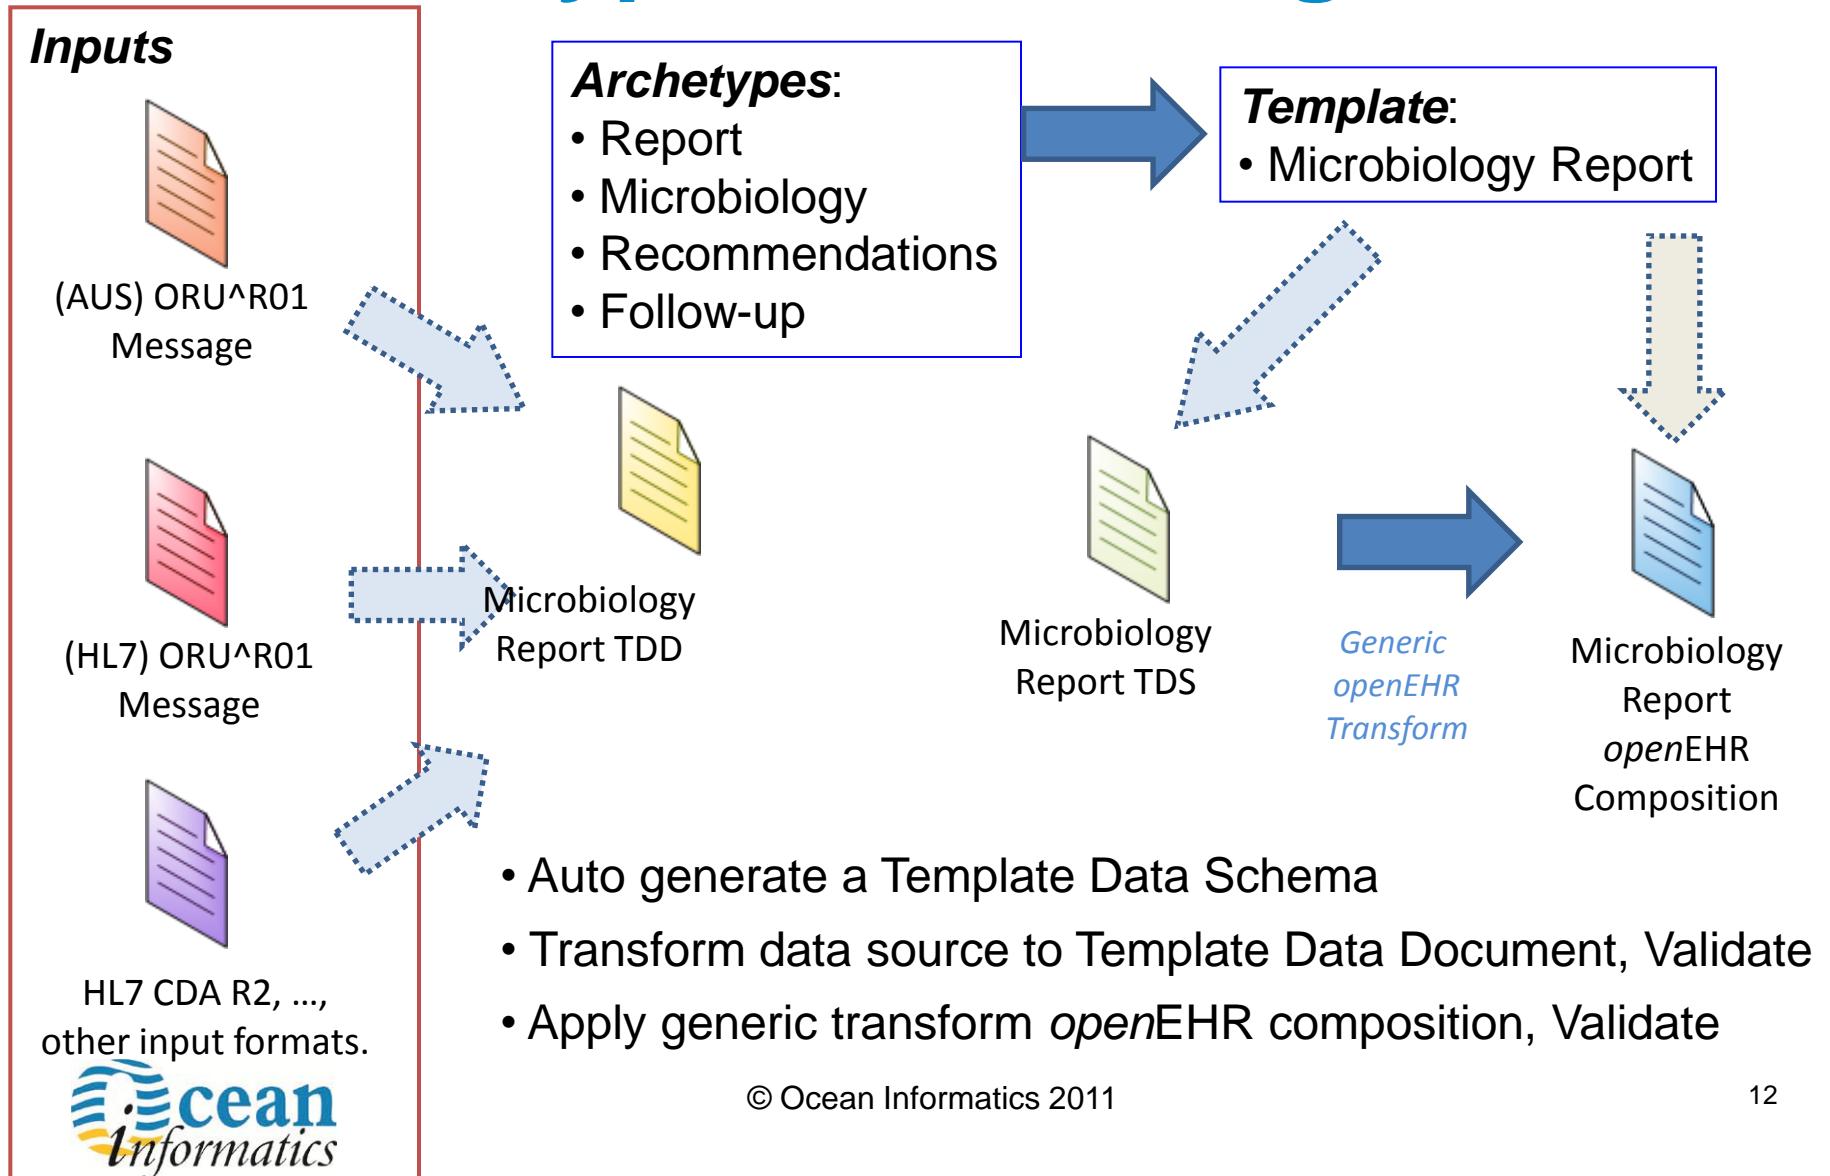 Inputs
(AUS) ORU^R01
Message
(HL7) ORU^R01
Message
HL7 CDA R2, ...,
other input formats.
Archetypes:
• Report
• Microbiology
• Recommendations
• Follow-up
Template:
• Microbiology Report
Microbiology
Report TDD
Microbiology
Report TDS
Generic
openEHR
Transform
Microbiology
Report
openEHR
Composition
• Auto generate a Template Data Schema
• Transform data source to Template Data Document, Validate
• Apply generic transform openEHR composition, Validate
Ocean
Informatics
© Ocean Informatics 2011
12